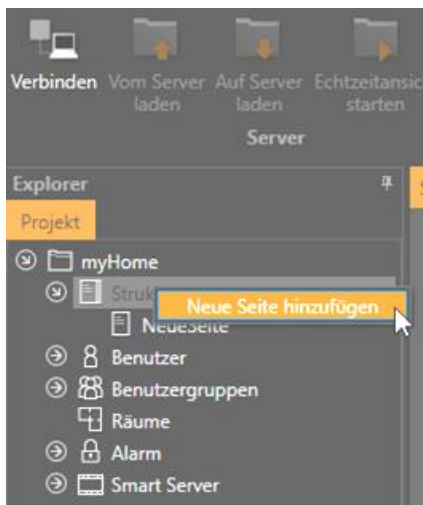 Verbinden Vom Server Auf Server Echtzeitansic
laden laden starten
Server
Explorer
Projekt
myHome
Neue Seite hinzufügen
NeueSeite
Benutzer
Benutzergruppen
Räume
Alarm
Smart Server